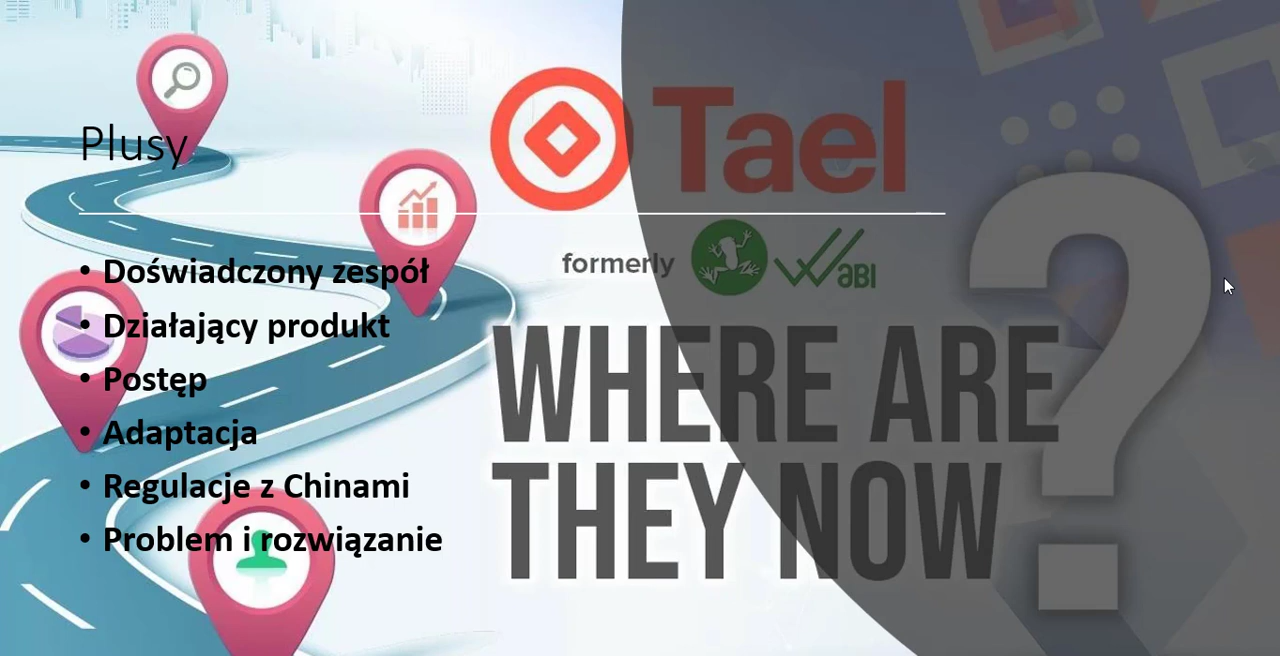 Plusy
• Doświadczony zespół
• Działający produkt
• Postęp
• Adaptacja
• Regulacje z Chinami
• Problem i rozwiązanie
Tael
formerly WABI
WHERE ARE
THEY NOW
?